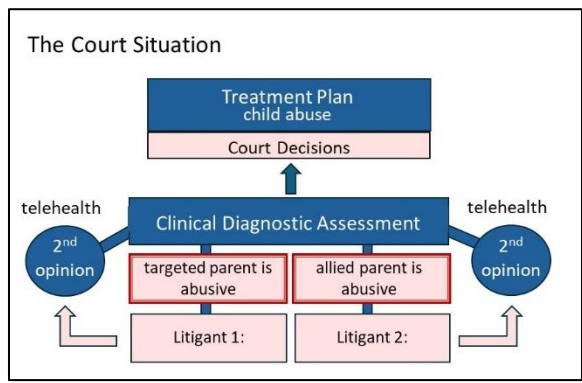 The Court Situation
Treatment Plan
child abuse
Court Decisions
telehealth
telehealth
Clinical Diagnostic Assessment
2nd
opinion
2nd
opinion
targeted parent is
abusive
allied parent is
abusive
Litigant 1:
Litigant 2: